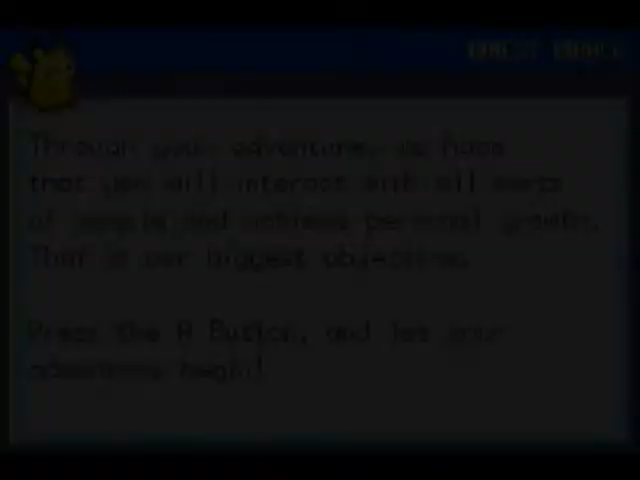 Through your adventure, we hope
that you will interact with all sorts
of people and achieve personal growth.
That is our biggest objective.
Press the A Button, and let your
adventure begin!